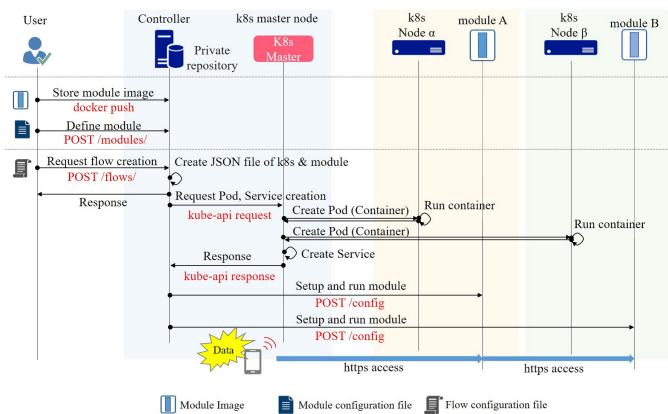 User
Controller
k8s master node
k8s
Node α
module A
k8s
Node β
module B
Private
repository
K8s
Master
Store module image
docker push
Define module
POST /modules/
Request flow creation
POST /flows/
Create JSON file of k8s & module
Response
Request Pod, Service creation
kube-api request
Create Pod (Container)
Run container
Create Pod (Container)
Run container
Create Service
Response
kube-api response
Setup and run module
POST /config
Setup and run module
POST /config
Data
https access
https access
Module Image
Module configuration file
Flow configuration file